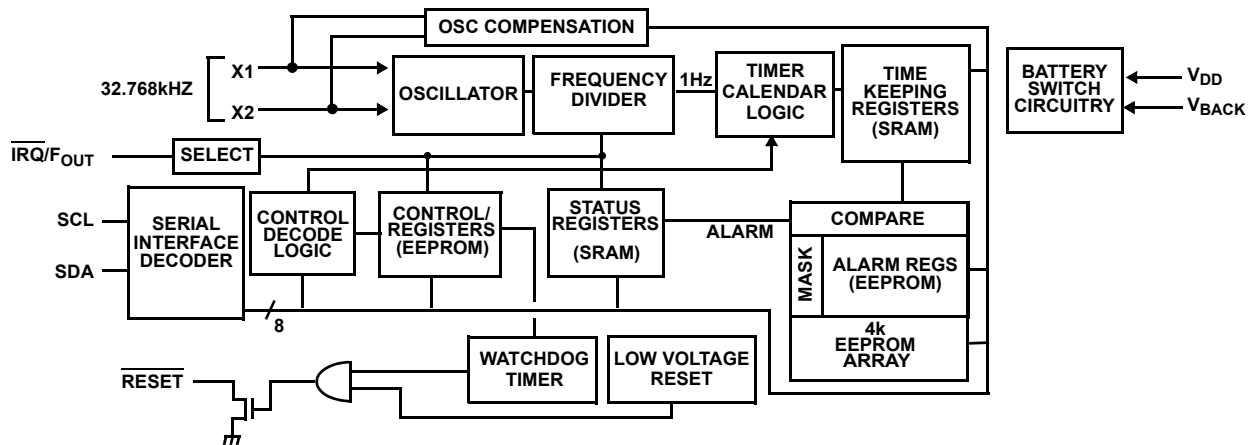 OSC COMPENSATION
32.768kHZ
X1
X2
OSCILLATOR
FREQUENCY
DIVIDER
1Hz
TIMER
CALENDAR
LOGIC
TIME
KEEPING
REGISTERS
(SRAM)
BATTERY
SWITCH
CIRCUITRY
VDD
VBACK
IRQ/FOUT
SELECT
SCL
SDA
SERIAL
INTERFACE
DECODER
CONTROL
DECODE
LOGIC
CONTROL/
REGISTERS
(EEPROM)
STATUS
REGISTERS
(SRAM)
ALARM
COMPARE
MASK
ALARM REGS
(EEPROM)
4k
EEPROM
ARRAY
8
WATCHDOG
TIMER
LOW VOLTAGE
RESET
RESET